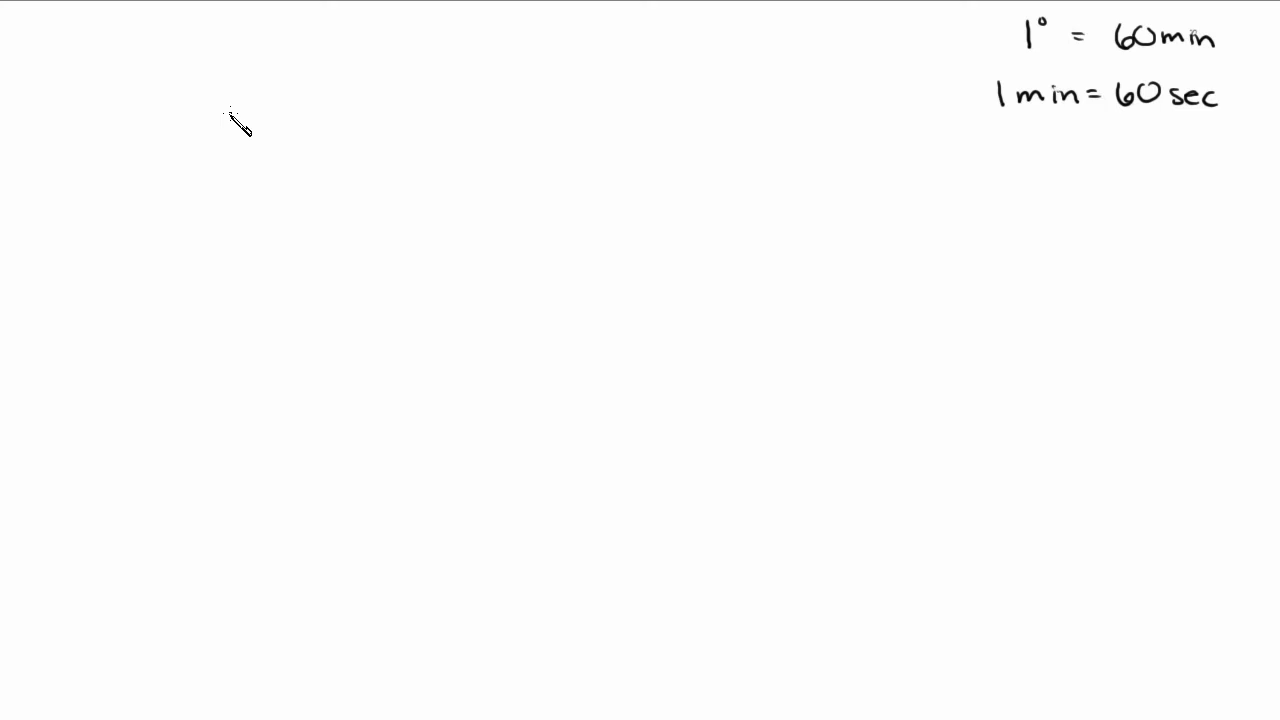 1° = 60min
1 min = 60 sec